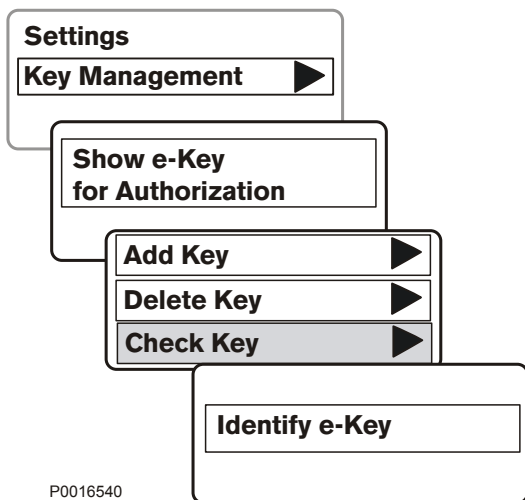 Settings
Key Management
Show e-Key
for Authorization
Add Key
Delete Key
Check Key
Identify e-Key
P0016540